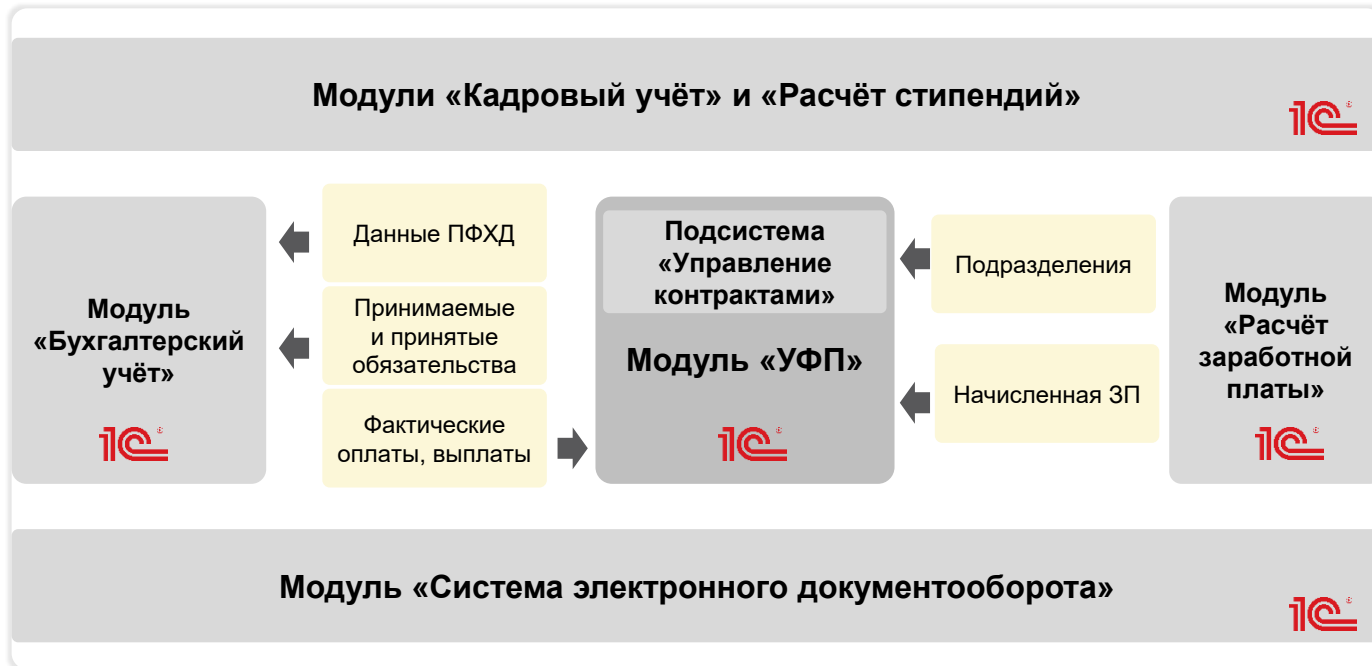 Модули «Кадровый учёт» и «Расчёт стипендий»
1С
Модуль
«Бухгалтерский
учёт»
1С
Данные ПФХД
Принимаемые
и принятые
обязательства
Фактические
оплаты, выплаты
Подсистема
«Управление
контрактами»
Модуль «УФП»
1С
Подразделения
Начисленная ЗП
Модуль
«Расчёт
заработной
платы»
1С
Модуль «Система электронного документооборота»
1С